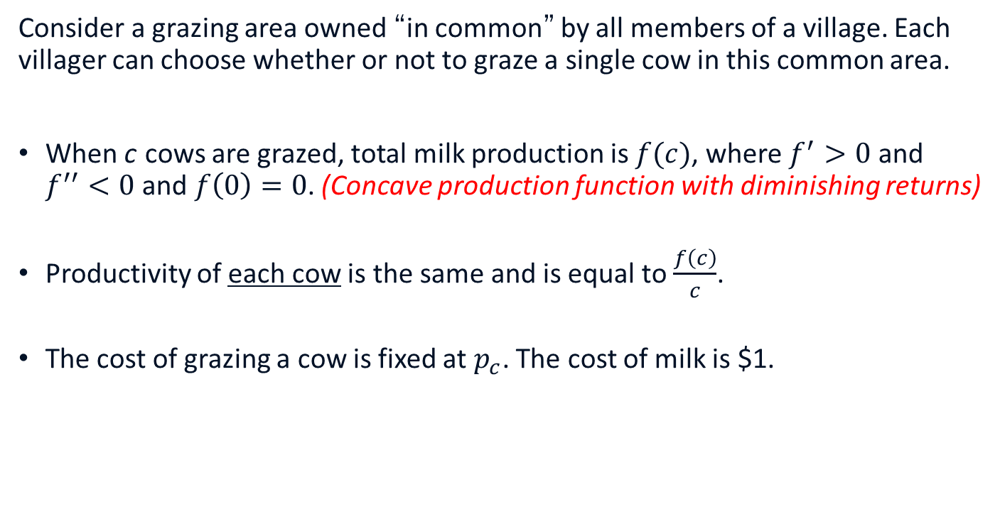 Consider a grazing area owned “in common” by all members of a village. Each
villager can choose whether or not to graze a single cow in this common area.
• When c cows are grazed, total milk production is f(c), where f′ > 0 and
f″ < 0 and f(0) = 0. (Concave production function with diminishing returns)
• Productivity of each cow is the same and is equal to f(c)/c.
• The cost of grazing a cow is fixed at p_c. The cost of milk is $1.